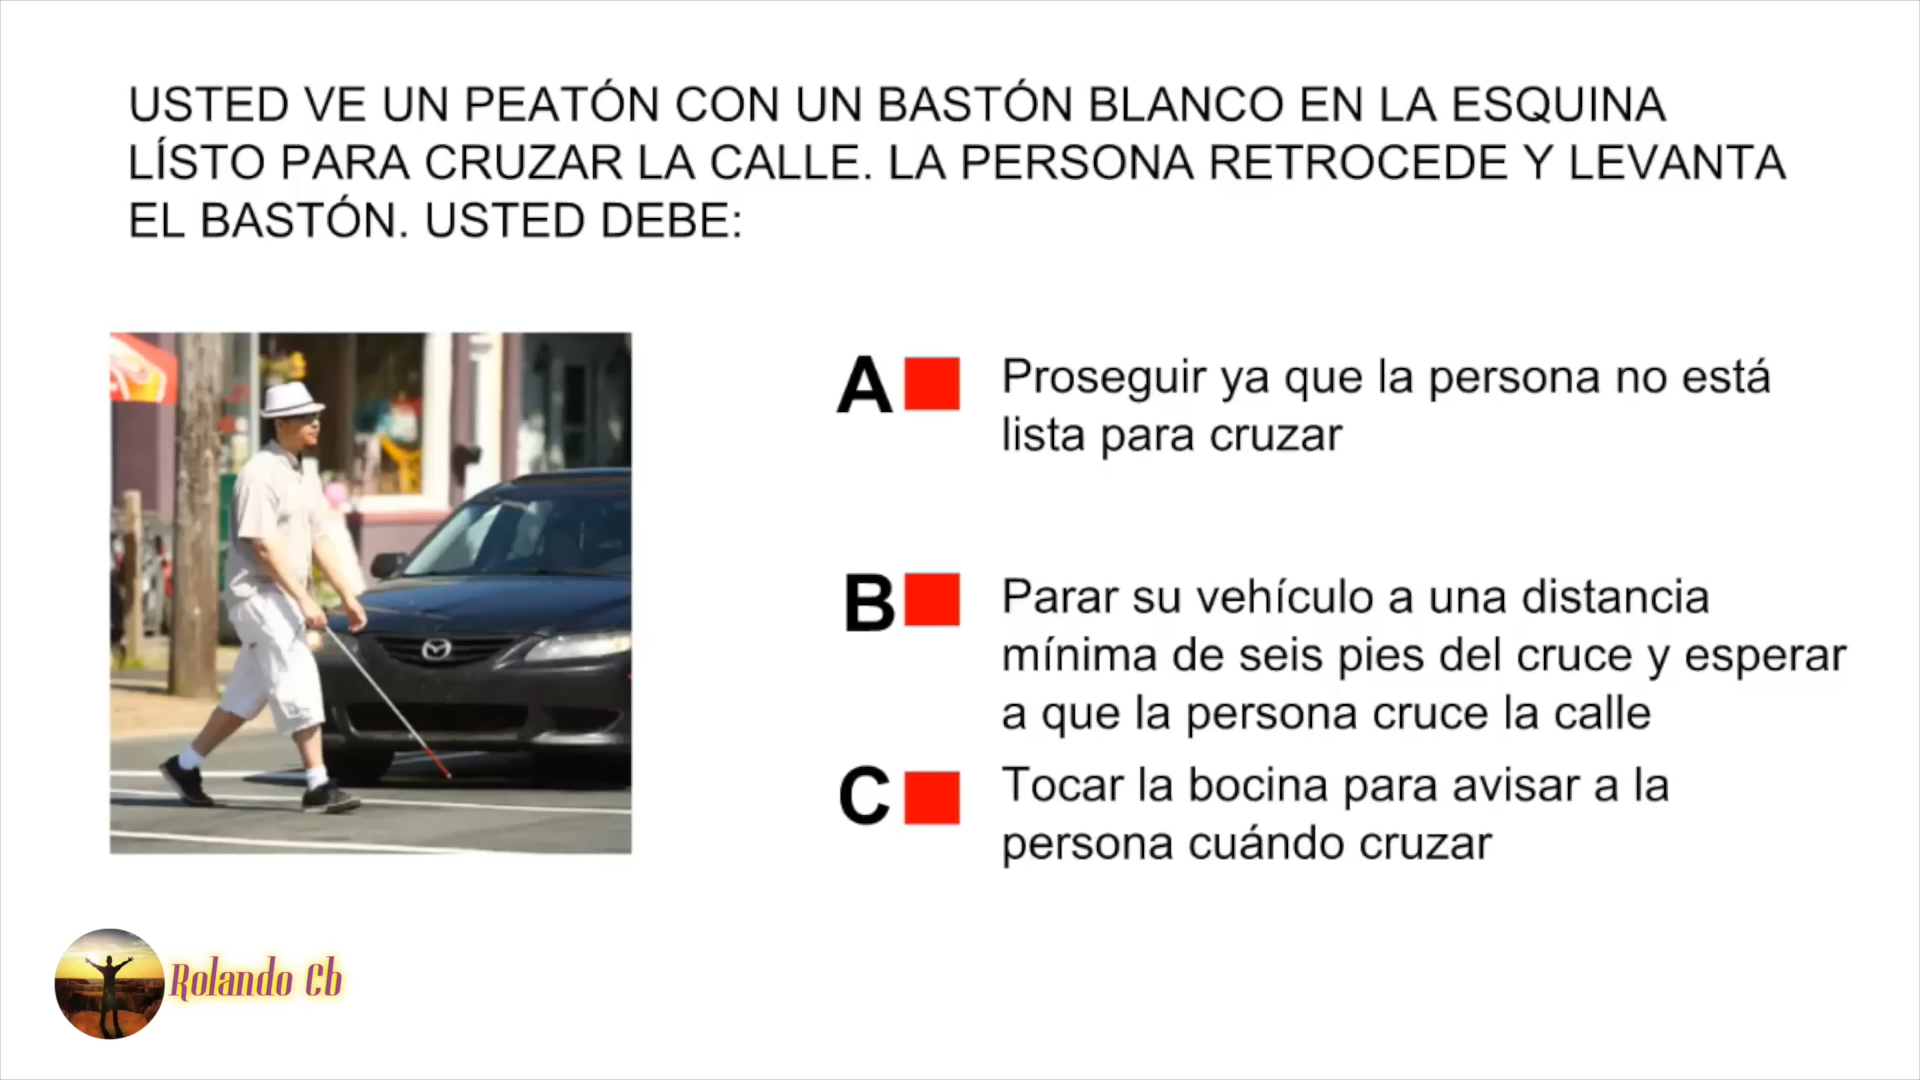 USTED VE UN PEATÓN CON UN BASTÓN BLANCO EN LA ESQUINA
LÍSTO PARA CRUZAR LA CALLE. LA PERSONA RETROCEDE Y LEVANTA
EL BASTÓN. USTED DEBE:
A Proseguir ya que la persona no está
lista para cruzar
B Parar su vehículo a una distancia
mínima de seis pies del cruce y esperar
a que la persona cruce la calle
C Tocar la bocina para avisar a la
persona cuándo cruzar
Rolando Cb